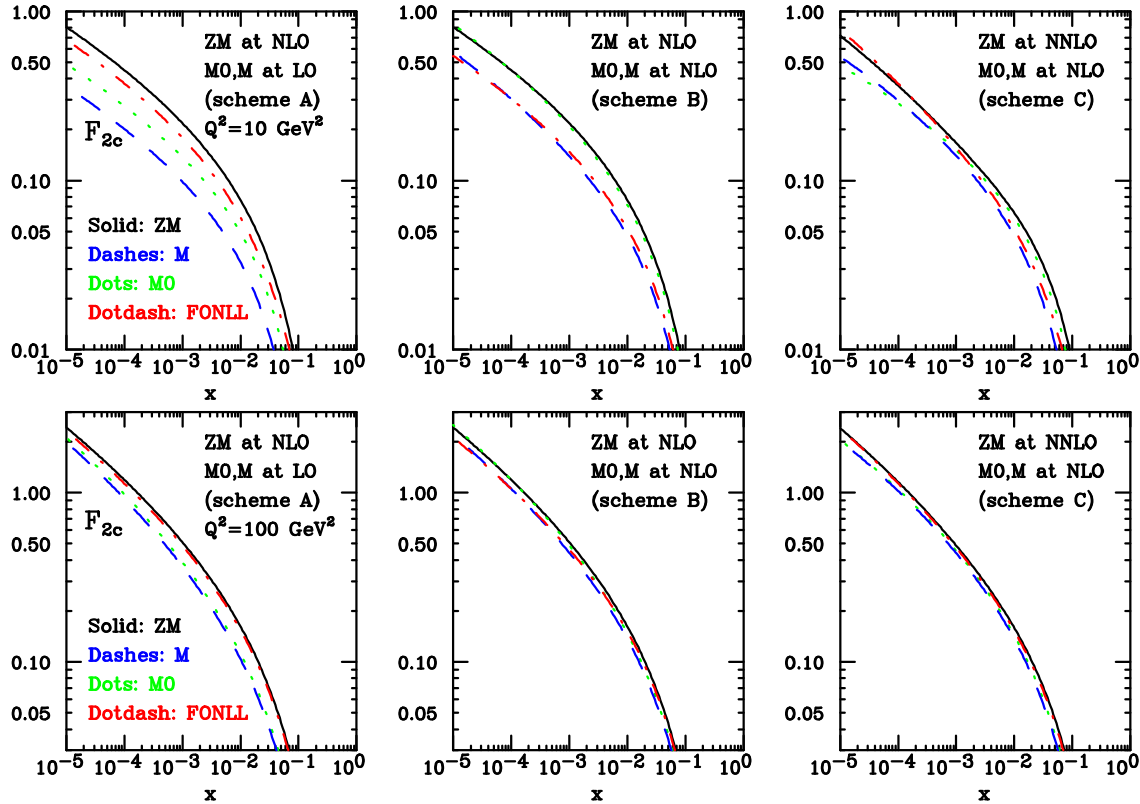 ZM at NLO
M0,M at LO
(scheme A)
Q²=10 GeV²
F₂c
Solid: ZM
Dashes: M
Dots: M0
Dotdash: FONLL
1.00
0.50
0.10
0.05
0.01
10⁻⁵ 10⁻⁴ 10⁻³ 10⁻² 10⁻¹ 10⁰
x
ZM at NLO
M0,M at NLO
(scheme B)
1.00
0.50
0.10
0.05
0.01
10⁻⁵ 10⁻⁴ 10⁻³ 10⁻² 10⁻¹ 10⁰
x
ZM at NNLO
M0,M at NLO
(scheme C)
1.00
0.50
0.10
0.05
0.01
10⁻⁵ 10⁻⁴ 10⁻³ 10⁻² 10⁻¹ 10⁰
x
ZM at NLO
M0,M at LO
(scheme A)
Q²=100 GeV²
F₂c
Solid: ZM
Dashes: M
Dots: M0
Dotdash: FONLL
1.00
0.50
0.10
0.05
10⁻⁵ 10⁻⁴ 10⁻³ 10⁻² 10⁻¹ 10⁰
x
ZM at NLO
M0,M at NLO
(scheme B)
1.00
0.50
0.10
0.05
10⁻⁵ 10⁻⁴ 10⁻³ 10⁻² 10⁻¹ 10⁰
x
ZM at NNLO
M0,M at NLO
(scheme C)
1.00
0.50
0.10
0.05
10⁻⁵ 10⁻⁴ 10⁻³ 10⁻² 10⁻¹ 10⁰
x